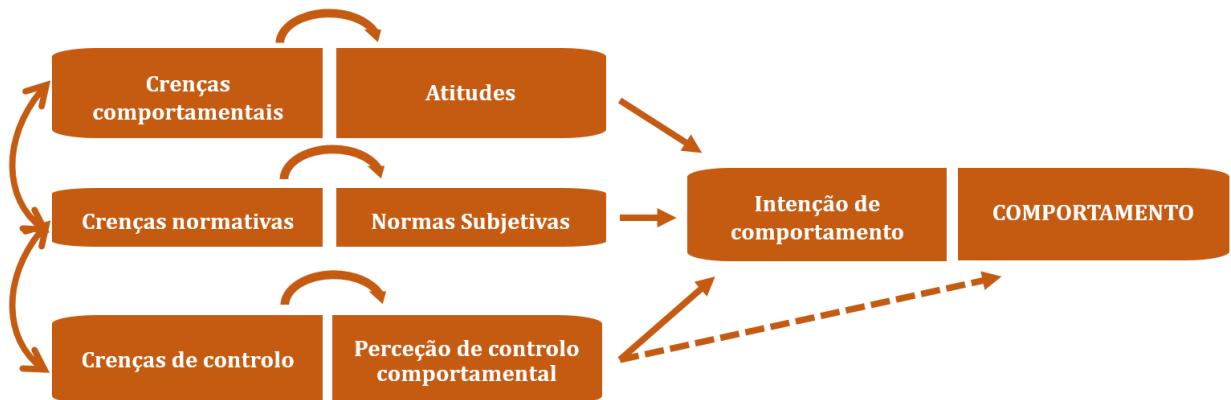 Crenças
comportamentais
Atitudes
Crenças normativas
Normas Subjetivas
Crenças de controlo
Perceção de controlo
comportamental
Intenção de
comportamento
COMPORTAMENTO